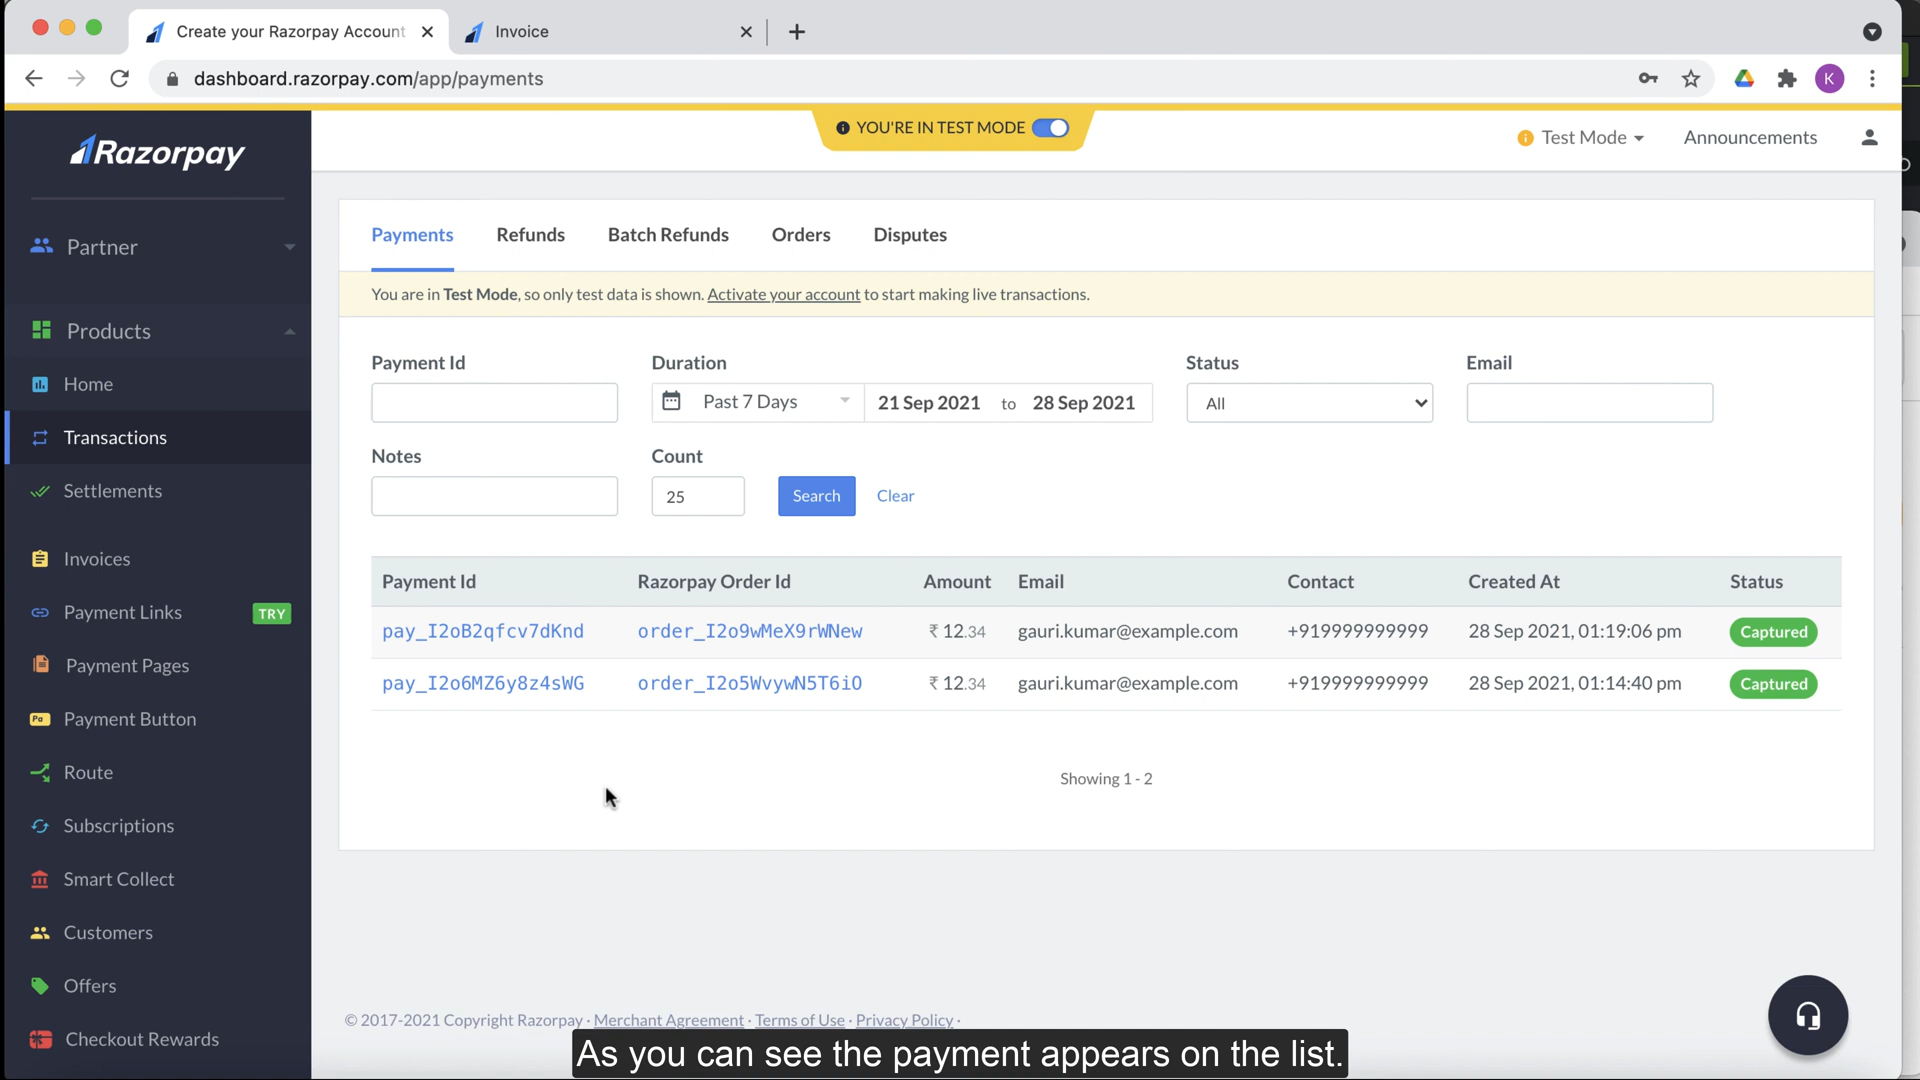 Create your Razorpay Account
Invoice
dashboard.razorpay.com/app/payments
K
Razorpay
YOU'RE IN TEST MODE
Test Mode
Announcements
Partner
Products
Home
Transactions
Settlements
Invoices
Payment Links TRY
Payment Pages
Payment Button
Route
Subscriptions
Smart Collect
Customers
Offers
Checkout Rewards
Payments Refunds Batch Refunds Orders Disputes
You are in Test Mode, so only test data is shown. Activate your account to start making live transactions.
Payment Id Duration Status Email
Past 7 Days 21 Sep 2021 to 28 Sep 2021 All
Notes Count
25 Search Clear
Payment Id Razorpay Order Id Amount Email Contact Created At Status
pay_I2oB2qfcv7dKnd order_I2o9wMeX9rWNew ₹ 12.34 gauri.kumar@example.com +919999999999 28 Sep 2021, 01:19:06 pm Captured
pay_I2o6MZ6y8z4sWG order_I2o5WvywN5T6iO ₹ 12.34 gauri.kumar@example.com +919999999999 28 Sep 2021, 01:14:40 pm Captured
Showing 1 - 2
© 2017-2021 Copyright Razorpay · Merchant Agreement · Terms of Use · Privacy Policy ·
As you can see the payment appears on the list.